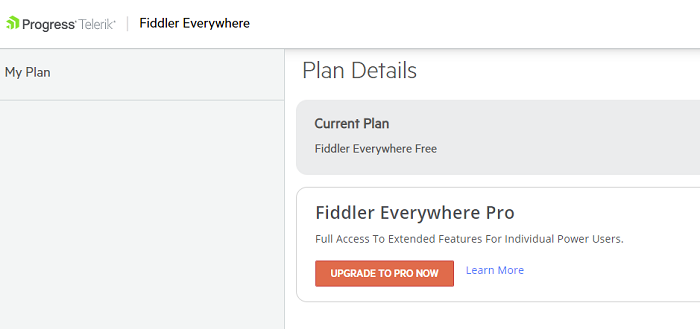 Progress Telerik Fiddler Everywhere
My Plan
Plan Details
Current Plan
Fiddler Everywhere Free
Fiddler Everywhere Pro
Full Access To Extended Features For Individual Power Users.
UPGRADE TO PRO NOW Learn More